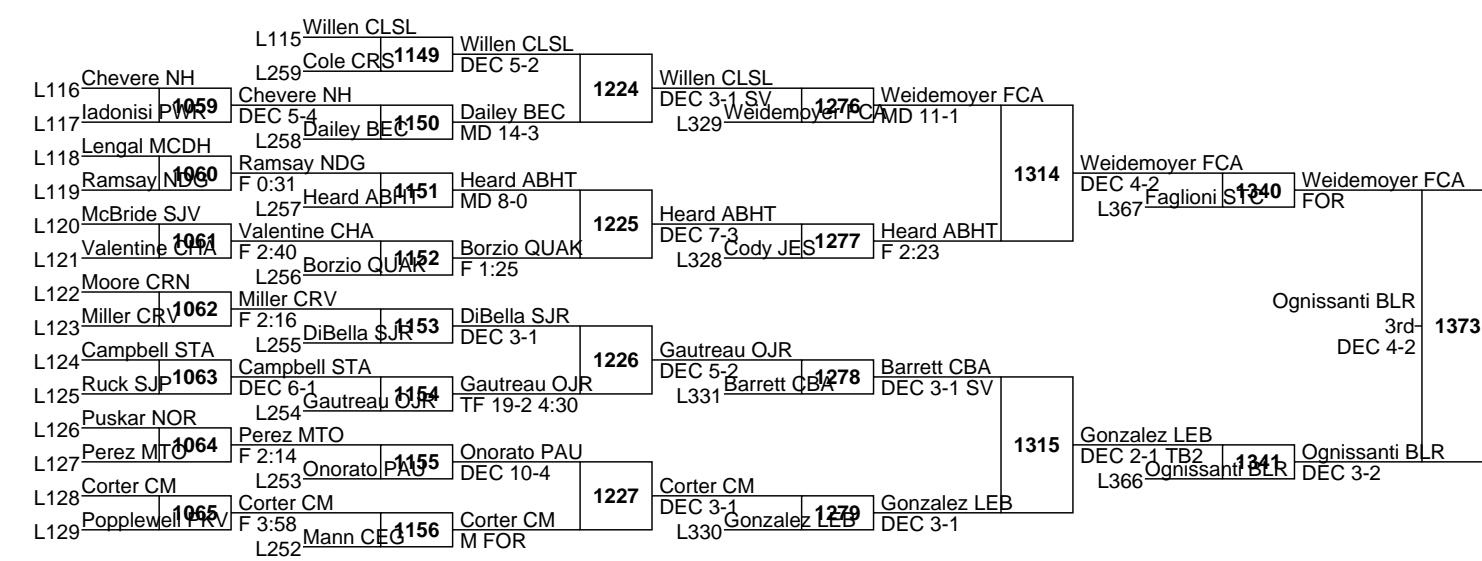 L115 Willen CLSL
1149
L259 Cole CRS
Willen CLSL
DEC 5-2
L116 Chevere NH
1059
L117 Iadonisi PWR
Chevere NH
DEC 5-4
1150
L258 Dailey BEC
Dailey BEC
MD 14-3
1224
Willen CLSL
DEC 3-1 SV
1276
L329 Weidemoyer FCA
Weidemoyer FCA
MD 11-1
L118 Lengal MCDH
1060
L119 Ramsay NDG
Ramsay NDG
F 0:31
1151
L257 Heard ABHT
Heard ABHT
MD 8-0
L120 McBride SJV
1061
L121 Valentine CHA
Valentine CHA
F 2:40
1152
L256 Borzio QUAK
Borzio QUAK
F 1:25
1225
Heard ABHT
DEC 7-3
1277
L328 Cody JES
Heard ABHT
F 2:23
1314
Weidemoyer FCA
DEC 4-2
1340
L367 Faglioni STC
Weidemoyer FCA
FOR
L122 Moore CRN
1062
L123 Miller CRV
Miller CRV
F 2:16
1153
L255 DiBella SJR
DiBella SJR
DEC 3-1
L124 Campbell STA
1063
L125 Ruck SJP
Campbell STA
DEC 6-1
1154
L254 Gautreau OJR
Gautreau OJR
TF 19-2 4:30
1226
Gautreau OJR
DEC 5-2
1278
L331 Barrett CBA
Barrett CBA
DEC 3-1 SV
L126 Puskar NOR
1064
L127 Perez MTO
Perez MTO
F 2:14
1155
L253 Onorato PAU
Onorato PAU
DEC 10-4
L128 Corter CM
1065
L129 Popplewell PKV
Corter CM
F 3:58
1156
L252 Mann CEG
Corter CM
M FOR
1227
Corter CM
DEC 3-1
1279
L330 Gonzalez LEB
Gonzalez LEB
DEC 3-1
1315
Gonzalez LEB
DEC 2-1 TB2
1341
L366 Ognissanti BLR
Ognissanti BLR
DEC 3-2
Ognissanti BLR
3rd
1373
DEC 4-2